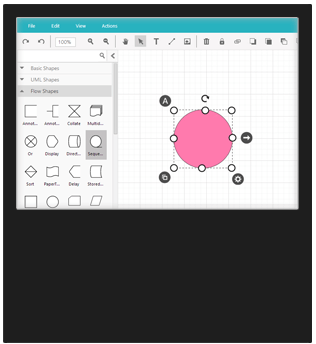 File Edit View Actions
100%
Basic Shapes
UML Shapes
Flow Shapes
Annot... Annot... Collate Multid...
Or Display Direct... Seque...
Sort PaperT... Delay Stored...
A